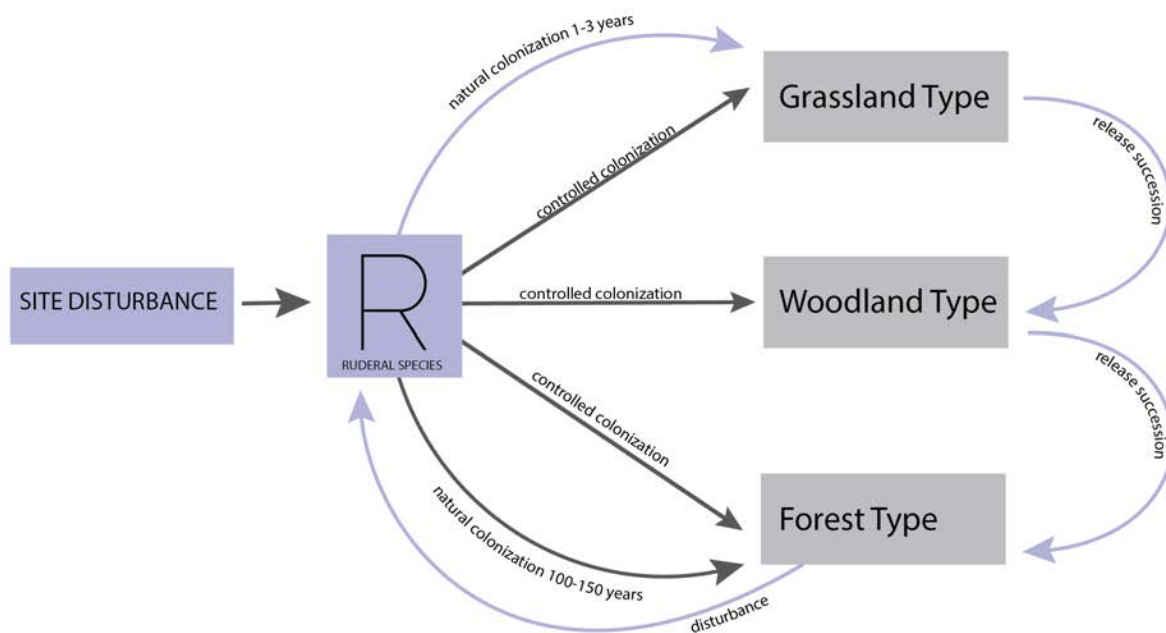 natural colonization 1-3 years
Grassland Type
controlled colonization
release succession
SITE DISTURBANCE
R
RUDERAL SPECIES
controlled colonization
Woodland Type
controlled colonization
release succession
natural colonization 100-150 years
Forest Type
disturbance